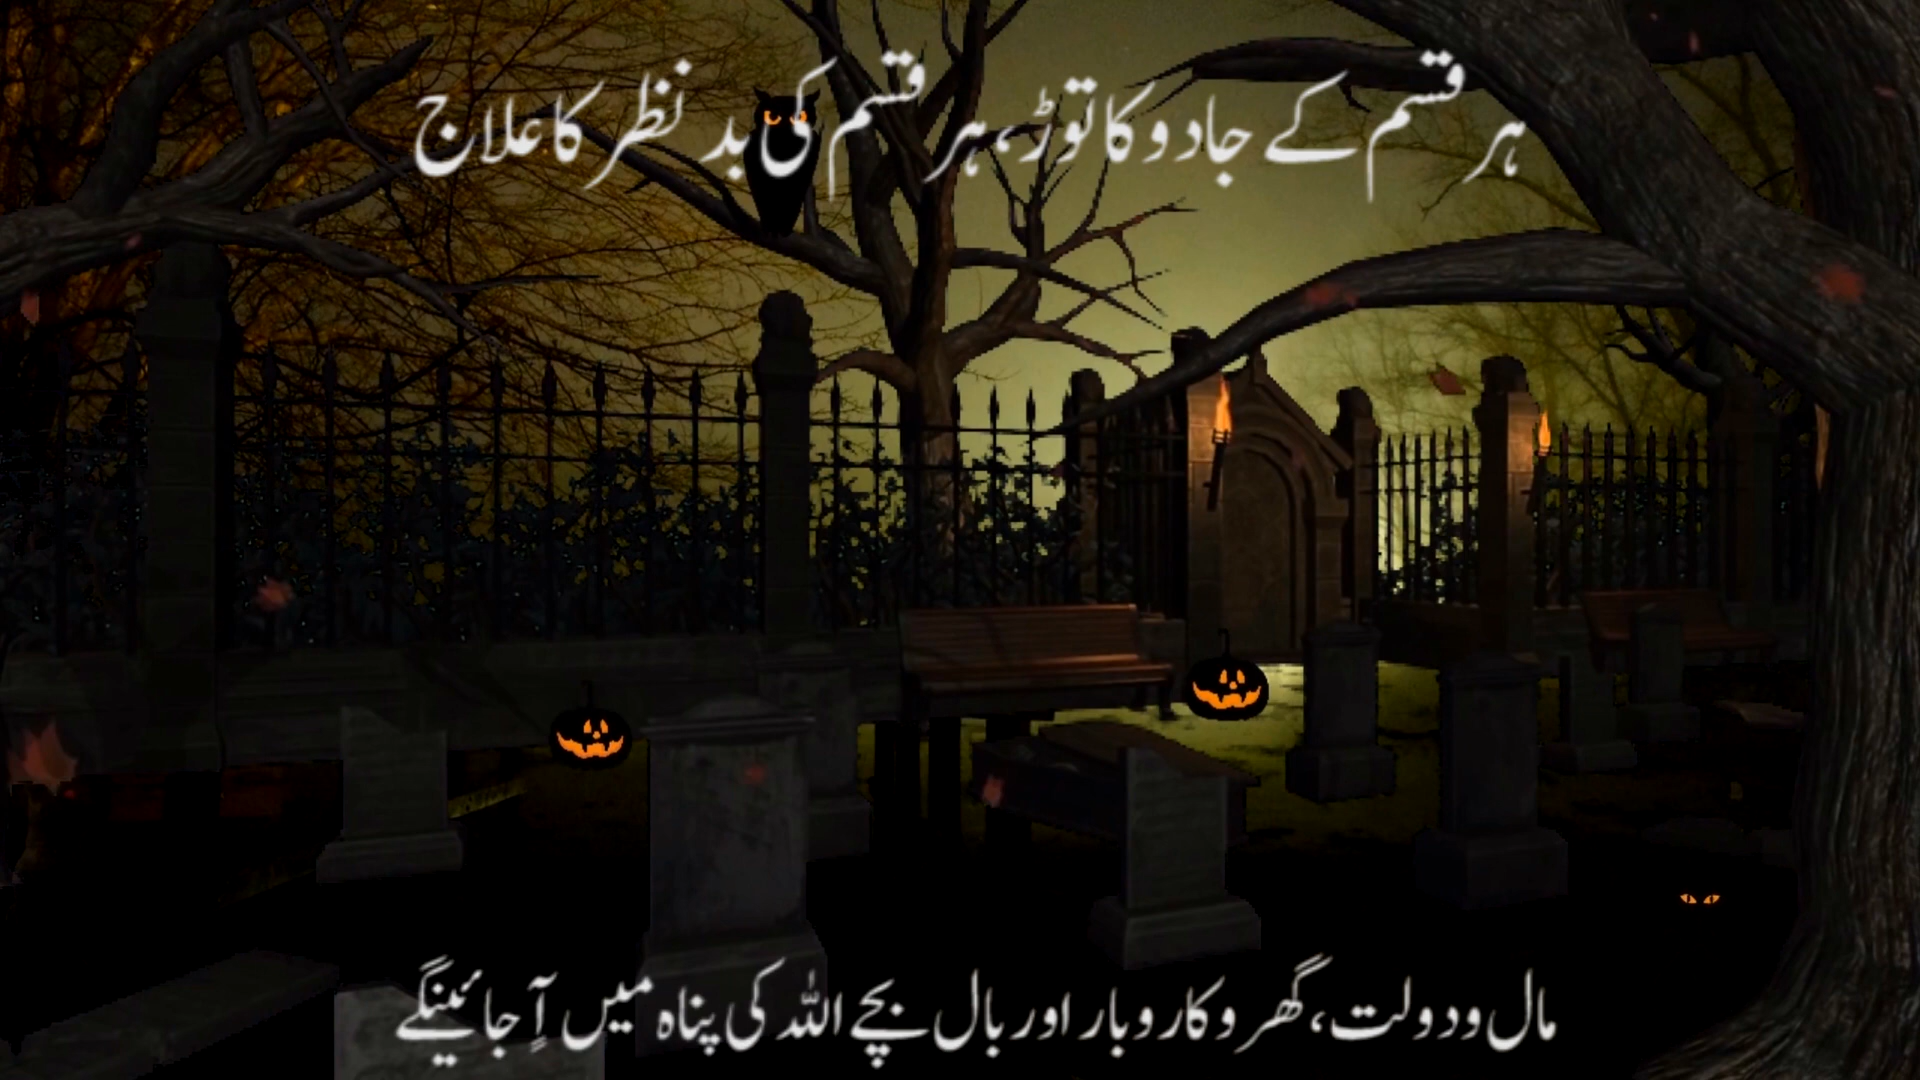 ہر قسم کے جادو کا توڑ، ہر قسم کی بد نظر کا علاج
مال و دولت، گھر و کاروبار اور بال بچے اللہ کی پناہ میں آجائینگے